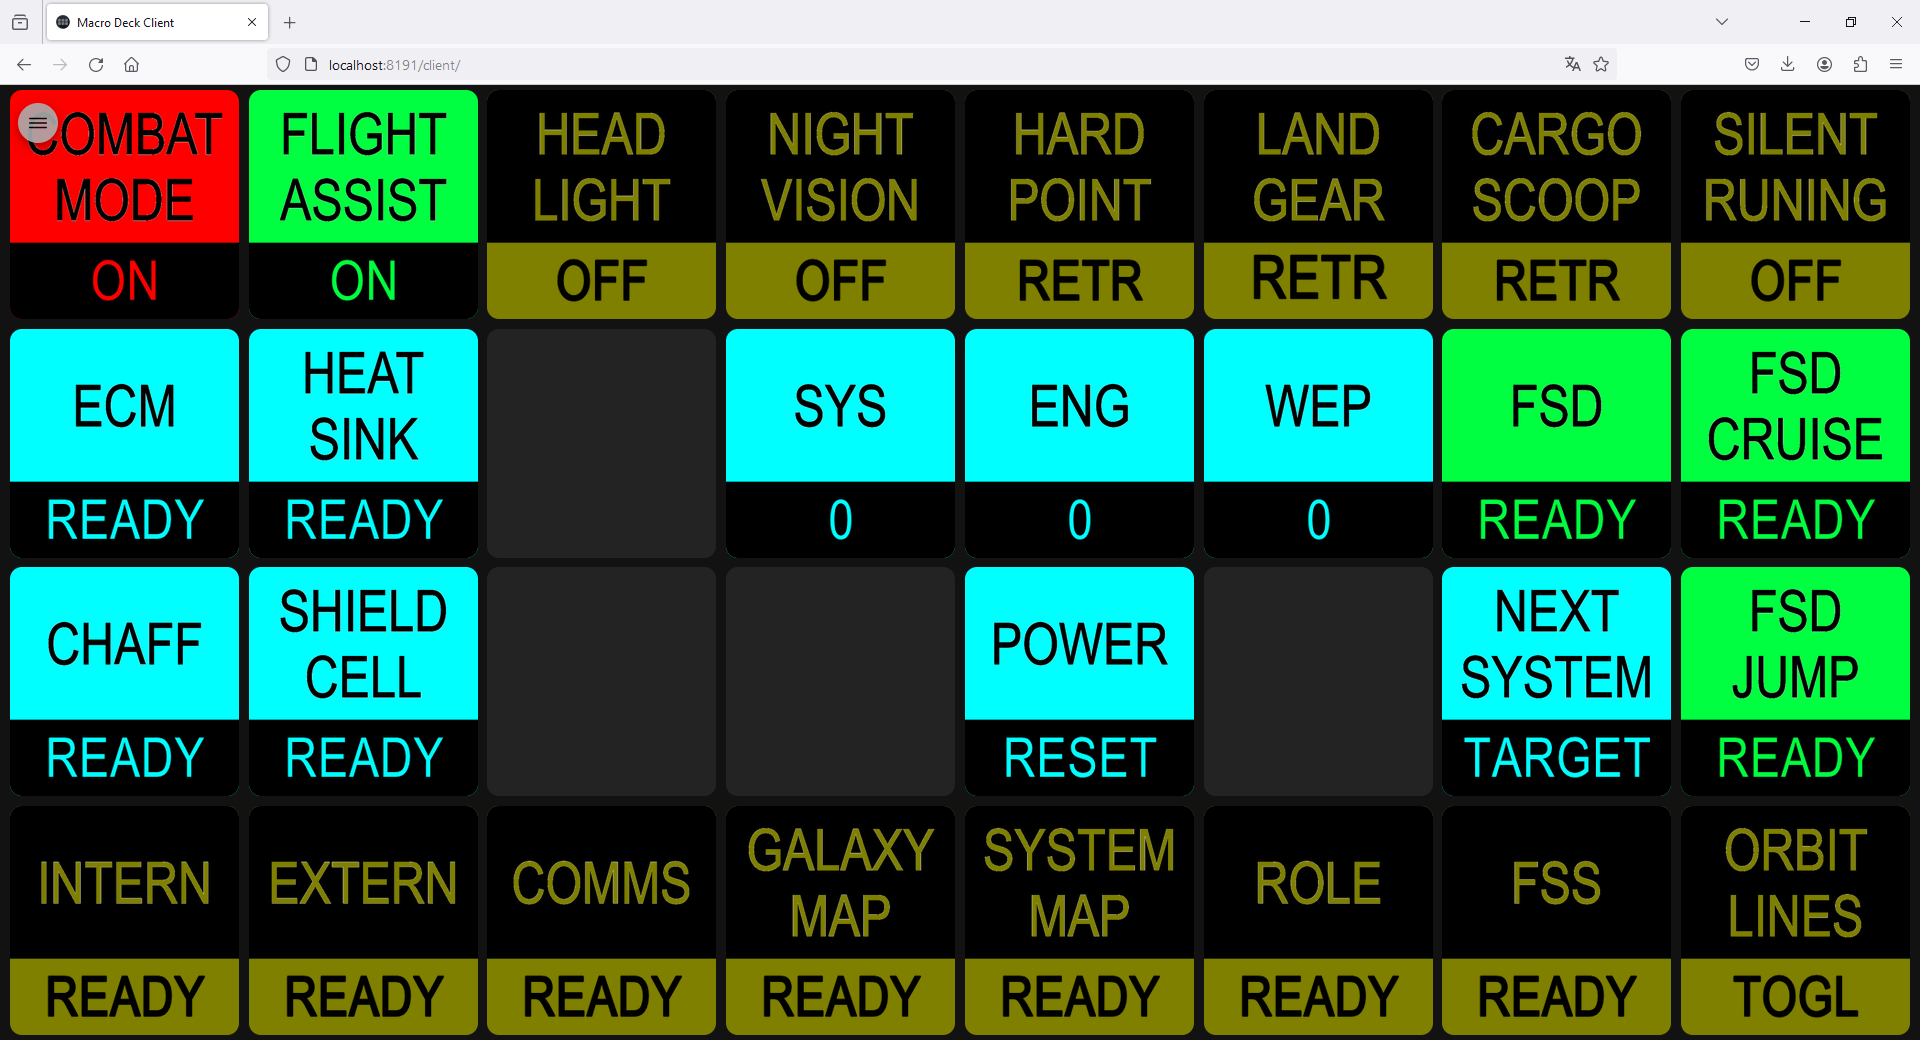 Macro Deck Client
localhost:8191/client/
COMBAT
MODE
ON
FLIGHT
ASSIST
ON
HEAD
LIGHT
OFF
NIGHT
VISION
OFF
HARD
POINT
RETR
LAND
GEAR
RETR
CARGO
SCOOP
RETR
SILENT
RUNING
OFF
ECM
READY
HEAT
SINK
READY
SYS
0
ENG
0
WEP
0
FSD
READY
FSD
CRUISE
READY
CHAFF
READY
SHIELD
CELL
READY
POWER
RESET
NEXT
SYSTEM
TARGET
FSD
JUMP
READY
INTERN
READY
EXTERN
READY
COMMS
READY
GALAXY
MAP
READY
SYSTEM
MAP
READY
ROLE
READY
FSS
READY
ORBIT
LINES
TOGL